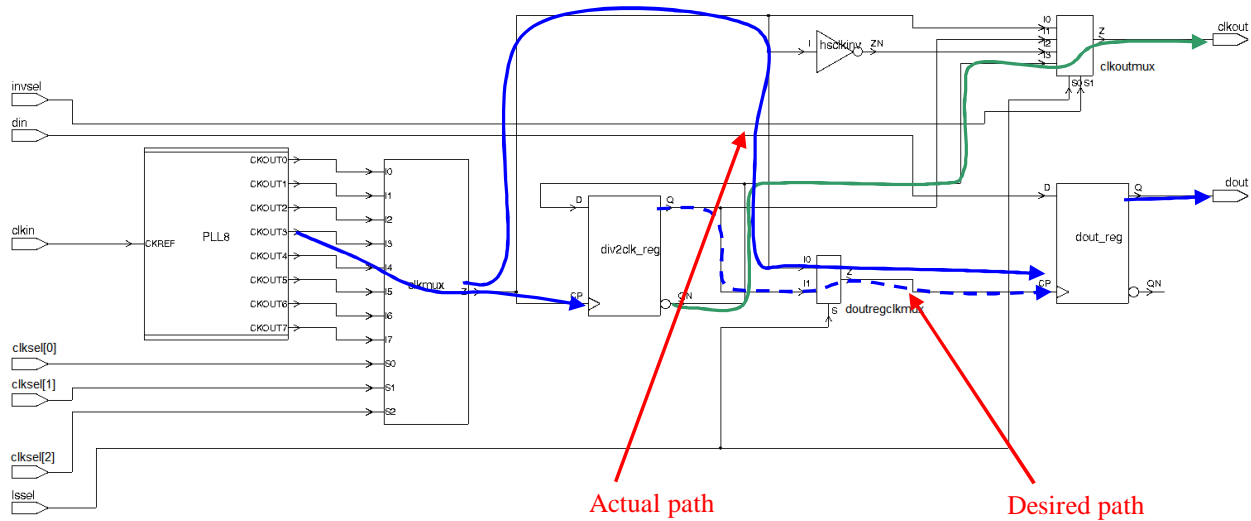 I0
I1
I2
I3
Z
clkout
I
hsclkinv
ZN
clkoutmux
S0
S1
invsel
din
CKOUT0
CKOUT1
CKOUT2
CKOUT3
CKOUT4
CKOUT5
CKOUT6
CKOUT7
clkin
CKREF
PLL8
I0
I1
I2
I3
I4
I5
I6
I7
S0
S1
S2
clkmux
Z
D
Q
div2clk_reg
CP
QN
I0
I1
Z
S
doutregclkmux
D
Q
dout
dout_reg
CP
QN
clksel[0]
clksel[1]
clksel[2]
lssel
Actual path
Desired path